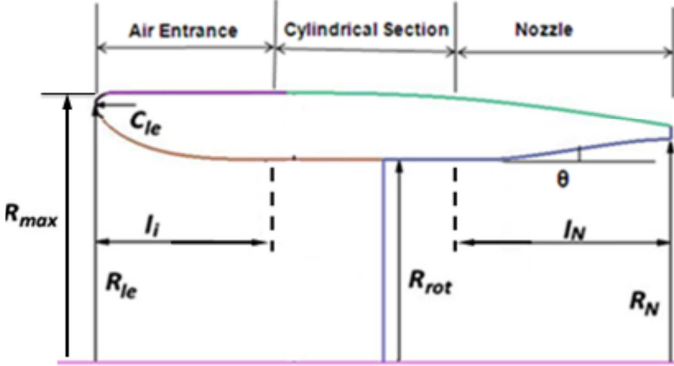 Air Entrance Cylindrical Section Nozzle
Cle
θ
Rmax
li lN
Rle Rrot RN